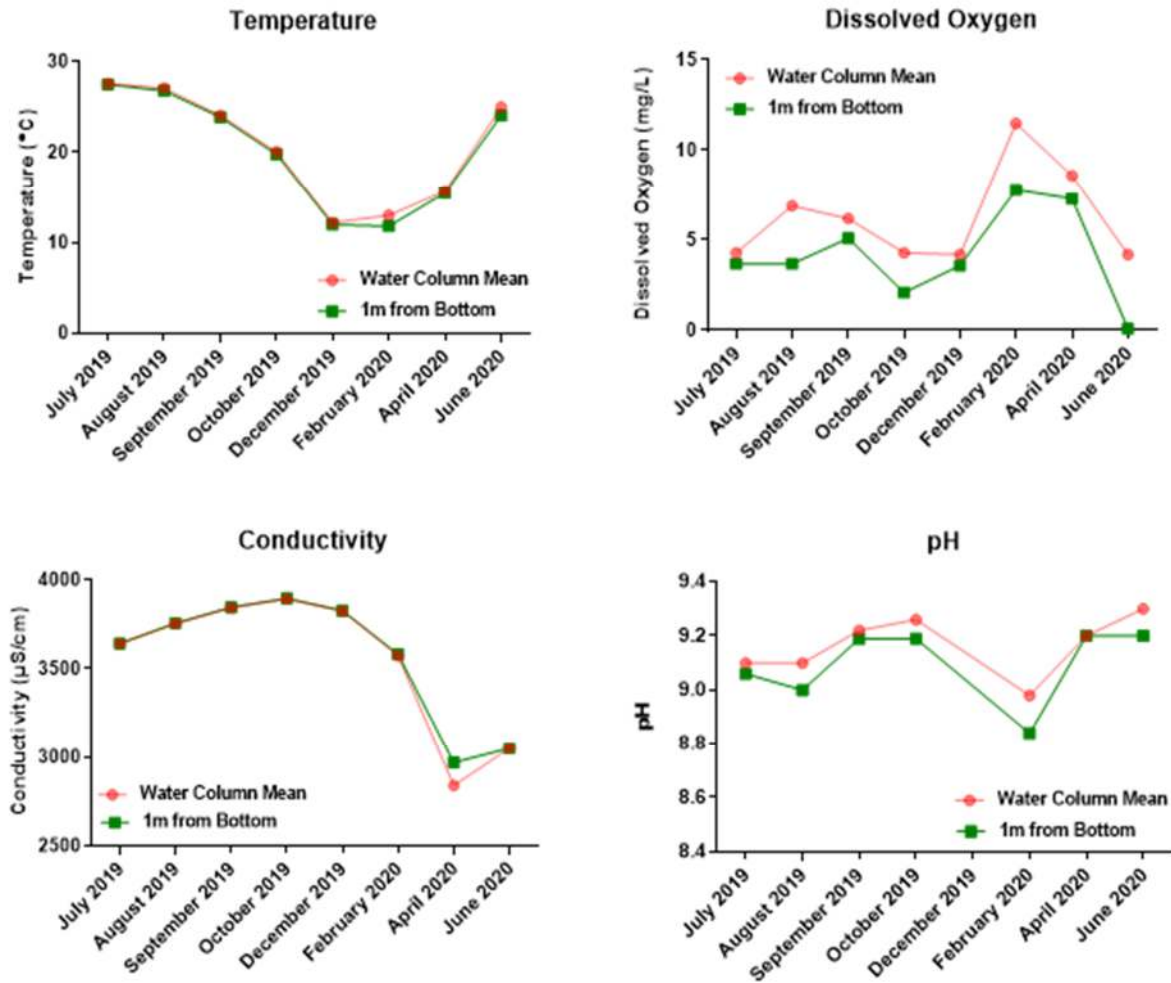 Temperature
30
20
10
0
Temperature (°C)
Water Column Mean
1m from Bottom
July 2019
August 2019
September 2019
October 2019
December 2019
February 2020
April 2020
June 2020
Dissolved Oxygen
15
10
5
0
Dissolved Oxygen (mg/L)
Water Column Mean
1m from Bottom
July 2019
August 2019
September 2019
October 2019
December 2019
February 2020
April 2020
June 2020
Conductivity
4000
3500
3000
2500
Conductivity (µS/cm)
Water Column Mean
1m from Bottom
July 2019
August 2019
September 2019
October 2019
December 2019
February 2020
April 2020
June 2020
pH
9.4
9.2
9.0
8.8
8.6
8.4
pH
Water Column Mean
1m from Bottom
July 2019
August 2019
September 2019
October 2019
December 2019
February 2020
April 2020
June 2020